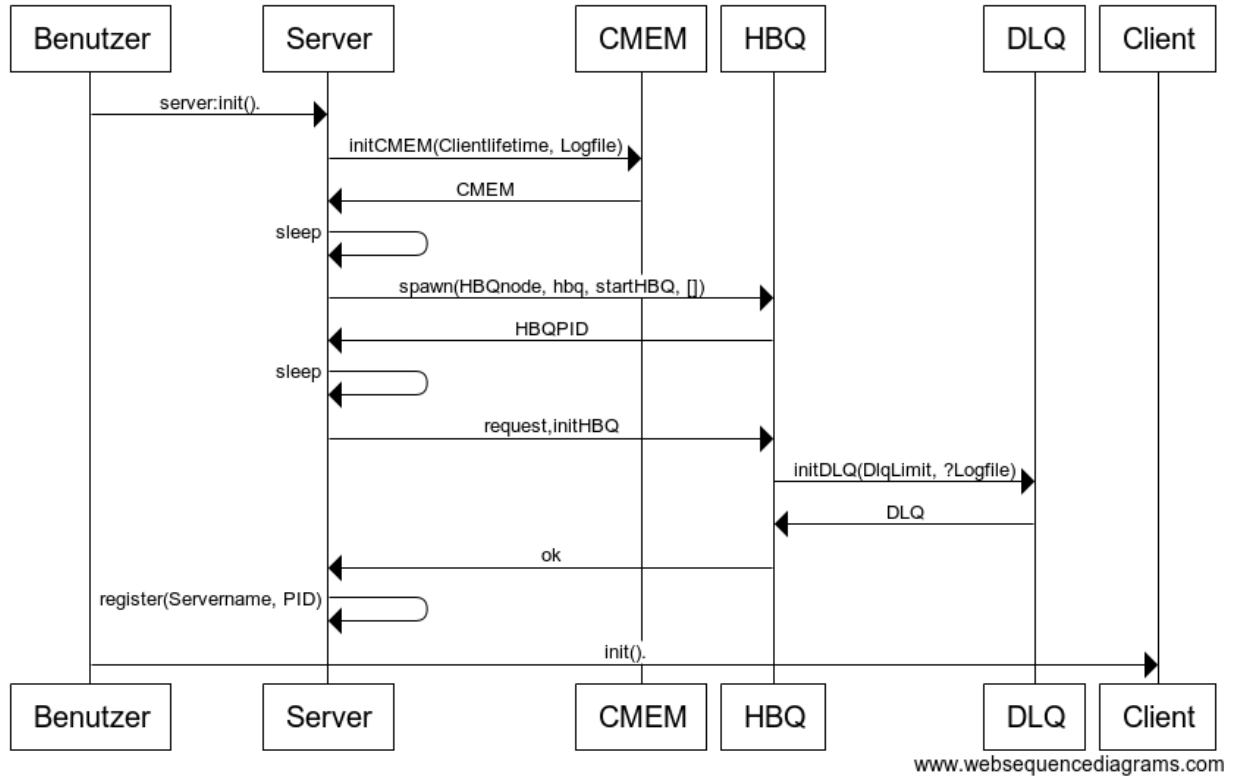 Benutzer Server CMEM HBQ DLQ Client
server:init().
initCMEM(Clientlifetime, Logfile)
CMEM
sleep
spawn(HBQnode, hbq, startHBQ, [])
HBQPID
sleep
request,initHBQ
initDLQ(DlqLimit, ?Logfile)
DLQ
ok
register(Servername, PID)
init().
Benutzer Server CMEM HBQ DLQ Client
www.websequencediagrams.com